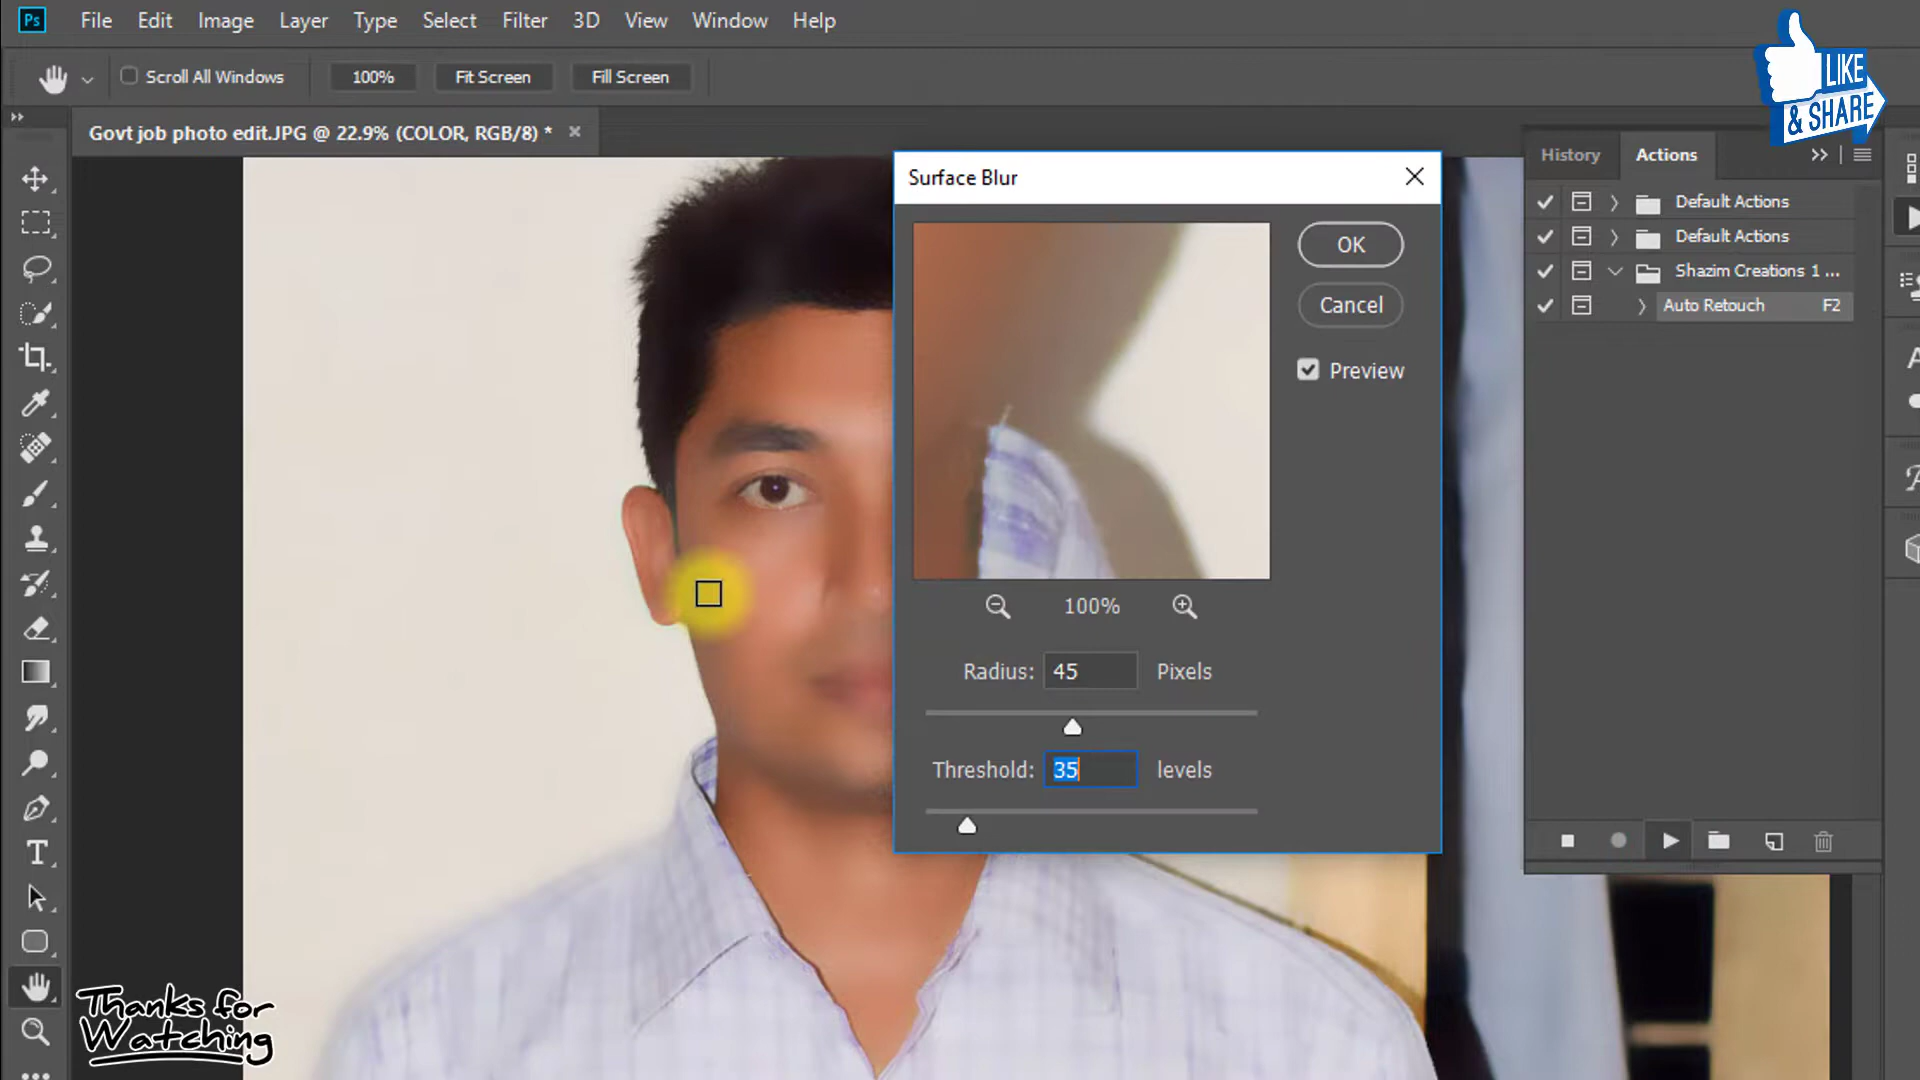 Ps File Edit Image Layer Type Select Filter 3D View Window Help
Scroll All Windows 100% Fit Screen Fill Screen
LIKE
& SHARE
Govt job photo edit.JPG @ 22.9% (COLOR, RGB/8) *
Surface Blur
OK
Cancel
Preview
100%
Radius: 45 Pixels
Threshold: 35 levels
History Actions
Default Actions
Default Actions
Shazim Creations 1 ...
Auto Retouch F2
Thanks for
Watching